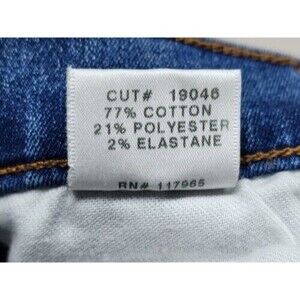 CUT# 19046
77% COTTON
21% POLYESTER
2% ELASTANE
RN# 117965